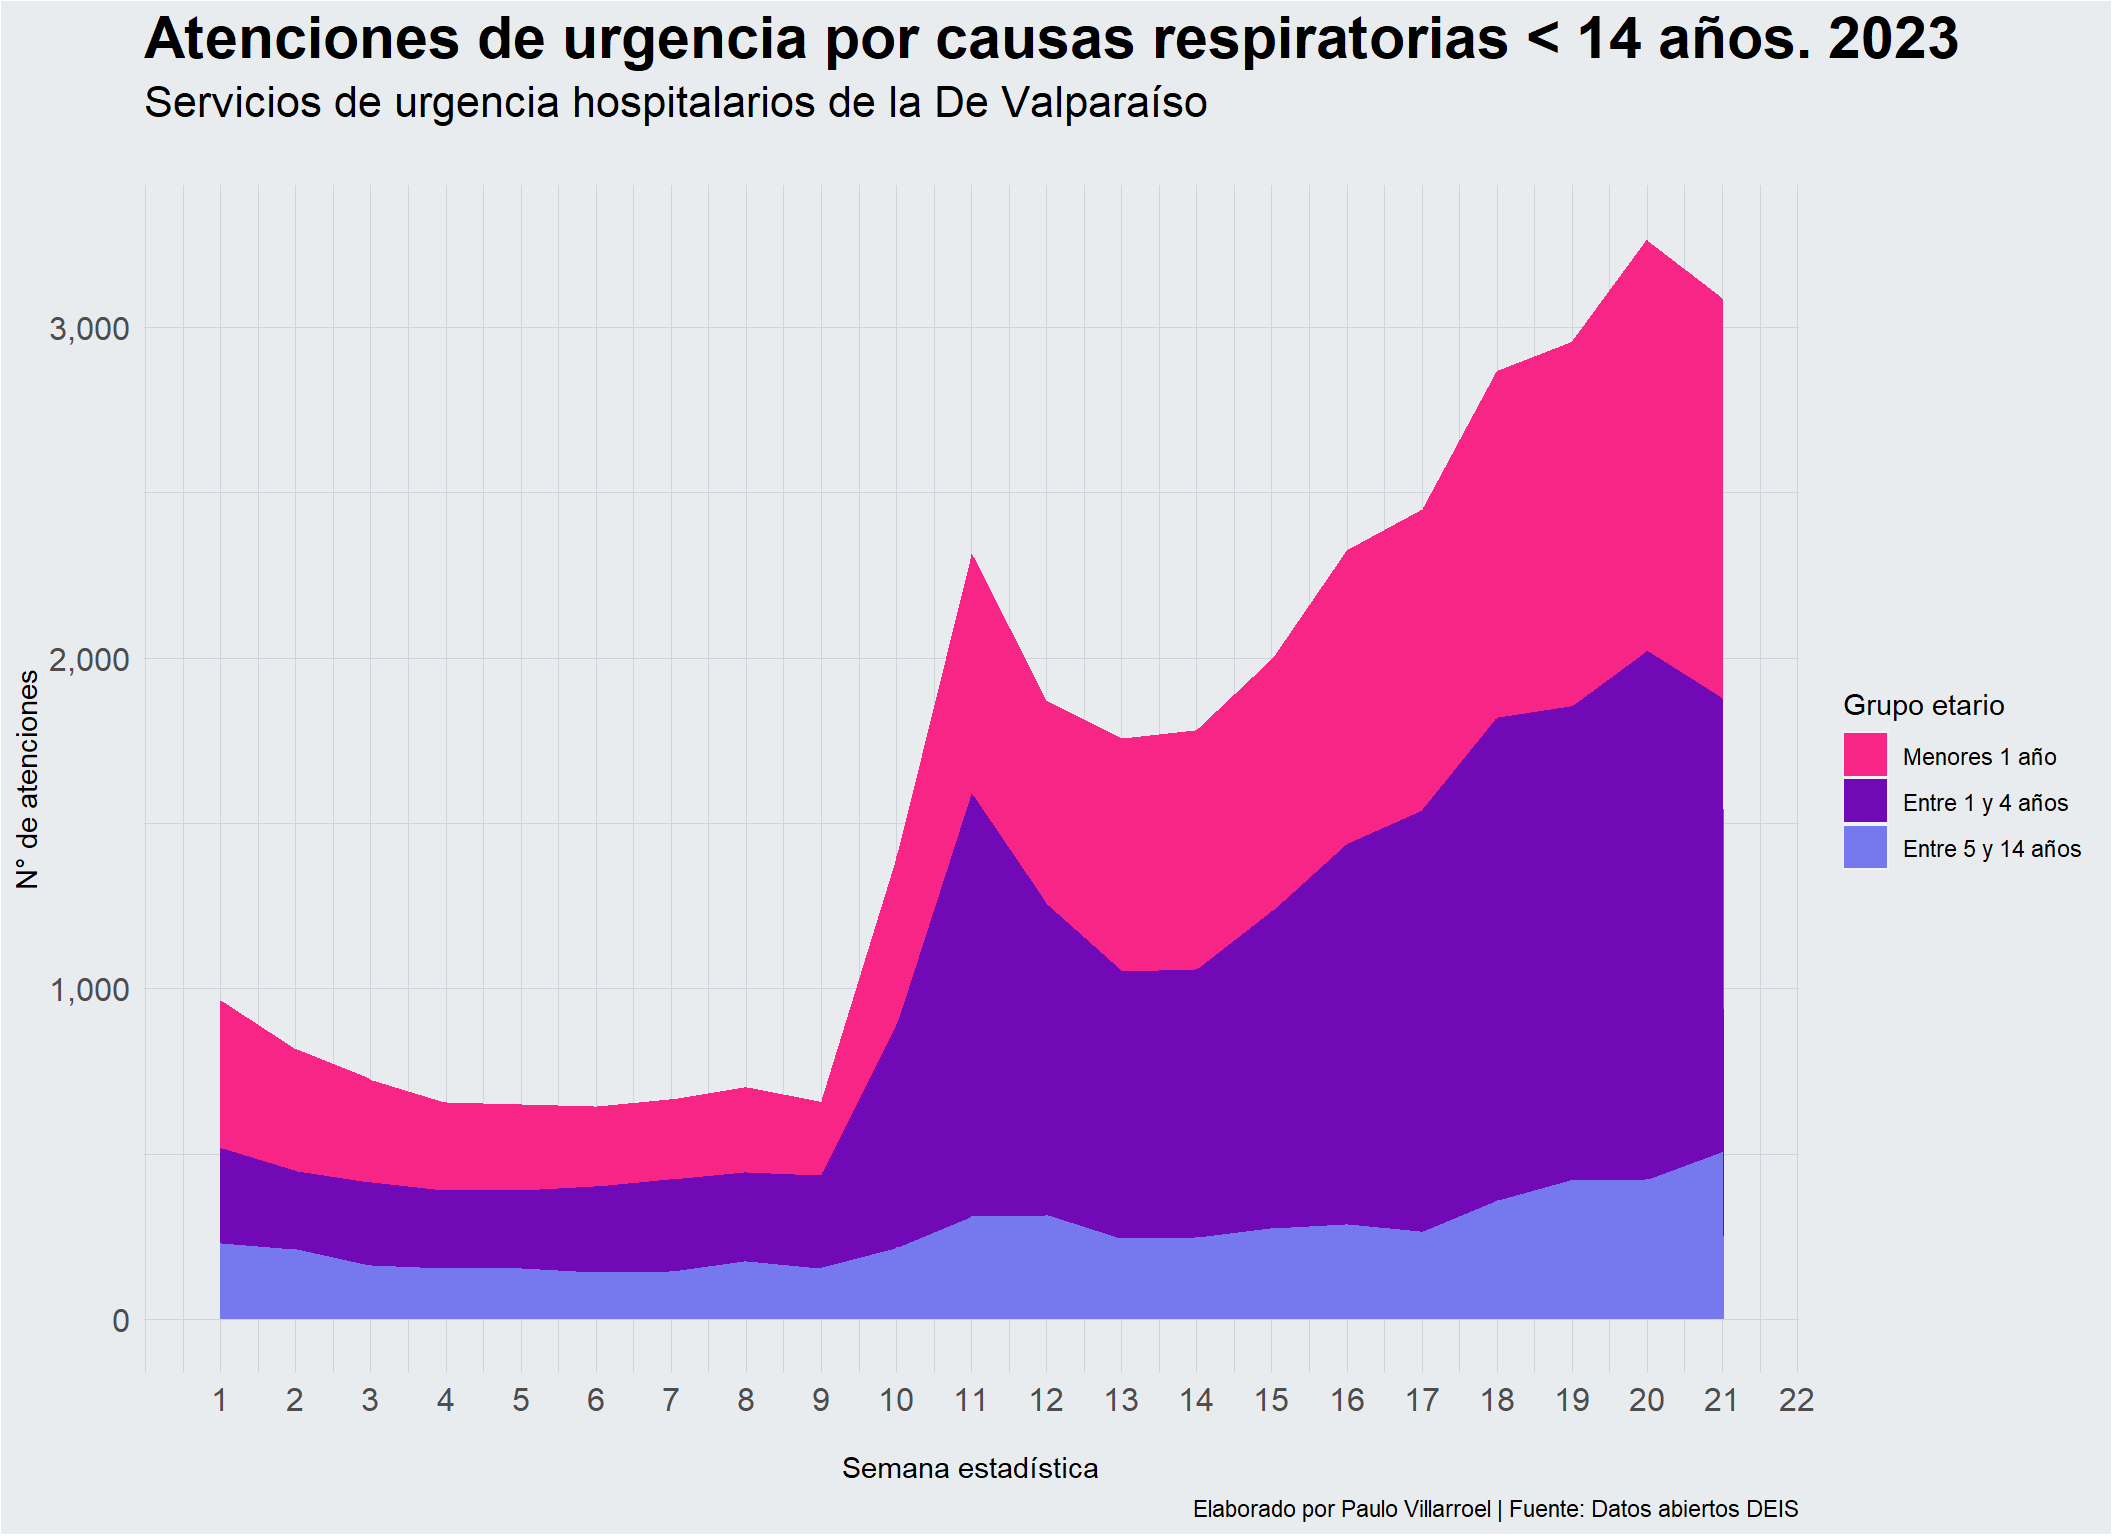 Atenciones de urgencia por causas respiratorias < 14 años. 2023
Servicios de urgencia hospitalarios de la De Valparaíso
3,000
2,000
1,000
0
N° de atenciones
1 2 3 4 5 6 7 8 9 10 11 12 13 14 15 16 17 18 19 20 21 22
Semana estadística
Grupo etario
Menores 1 año
Entre 1 y 4 años
Entre 5 y 14 años
Elaborado por Paulo Villarroel | Fuente: Datos abiertos DEIS